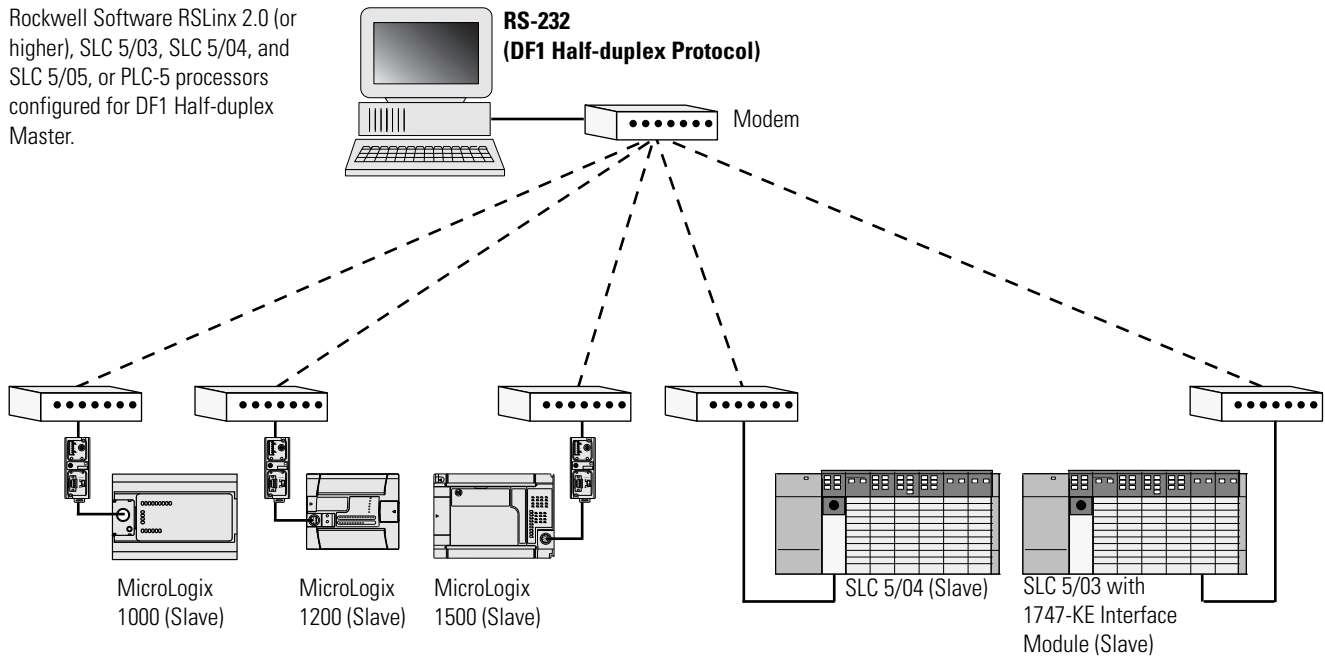 Rockwell Software RSLinx 2.0 (or
higher), SLC 5/03, SLC 5/04, and
SLC 5/05, or PLC-5 processors
configured for DF1 Half-duplex
Master.
RS-232
(DF1 Half-duplex Protocol)
Modem
MicroLogix
1000 (Slave)
MicroLogix
1200 (Slave)
MicroLogix
1500 (Slave)
SLC 5/04 (Slave)
SLC 5/03 with
1747-KE Interface
Module (Slave)